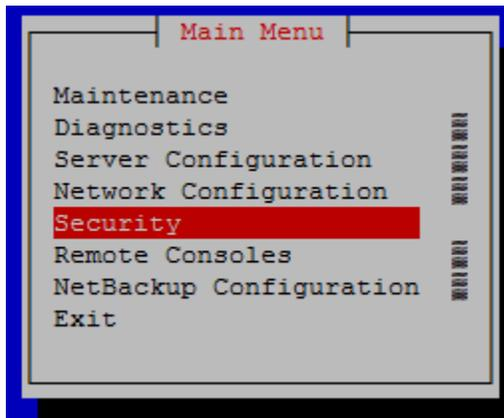 Main Menu
Maintenance
Diagnostics
Server Configuration
Network Configuration
Security
Remote Consoles
NetBackup Configuration
Exit